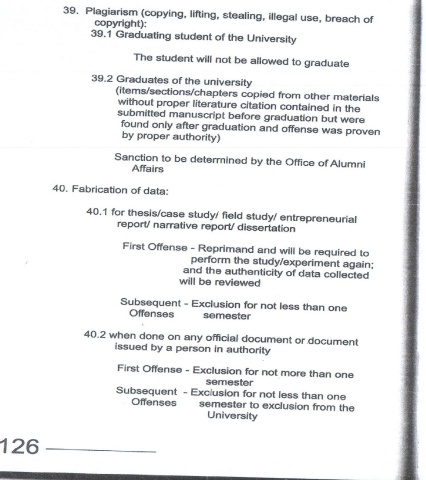 39. Plagiarism (copying, lifting, stealing, illegal use, breach of
copyright):
39.1 Graduating student of the University
The student will not be allowed to graduate
39.2 Graduates of the university
(items/sections/chapters copied from other materials
without proper literature citation contained in the
submitted manuscript before graduation but were
found only after graduation and offense was proven
by proper authority)
Sanction to be determined by the Office of Alumni
Affairs
40. Fabrication of data:
40.1 for thesis/case study/ field study/ entrepreneurial
report/ narrative report/ dissertation
First Offense - Reprimand and will be required to
perform the study/experiment again;
and the authenticity of data collected
will be reviewed
Subsequent - Exclusion for not less than one
Offenses semester
40.2 when done on any official document or document
issued by a person in authority
First Offense - Exclusion for not more than one
semester
Subsequent - Exclusion for not less than one
Offenses semester to exclusion from the
University
126